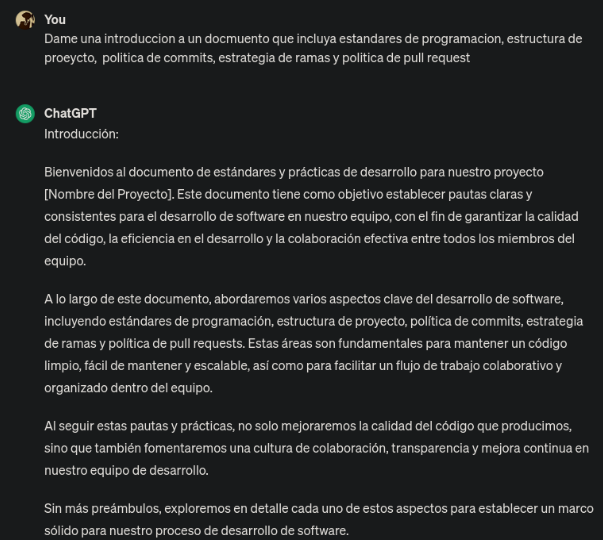 You
Dame una introduccion a un docmuento que incluya estandares de programacion, estructura de
proeycto, politica de commits, estrategia de ramas y politica de pull request
ChatGPT
Introducción:
Bienvenidos al documento de estándares y prácticas de desarrollo para nuestro proyecto
[Nombre del Proyecto]. Este documento tiene como objetivo establecer pautas claras y
consistentes para el desarrollo de software en nuestro equipo, con el fin de garantizar la calidad
del código, la eficiencia en el desarrollo y la colaboración efectiva entre todos los miembros del
equipo.
A lo largo de este documento, abordaremos varios aspectos clave del desarrollo de software,
incluyendo estándares de programación, estructura de proyecto, política de commits, estrategia
de ramas y política de pull requests. Estas áreas son fundamentales para mantener un código
limpio, fácil de mantener y escalable, así como para facilitar un flujo de trabajo colaborativo y
organizado dentro del equipo.
Al seguir estas pautas y prácticas, no solo mejoraremos la calidad del código que producimos,
sino que también fomentaremos una cultura de colaboración, transparencia y mejora continua en
nuestro equipo de desarrollo.
Sin más preámbulos, exploremos en detalle cada uno de estos aspectos para establecer un marco
sólido para nuestro proceso de desarrollo de software.